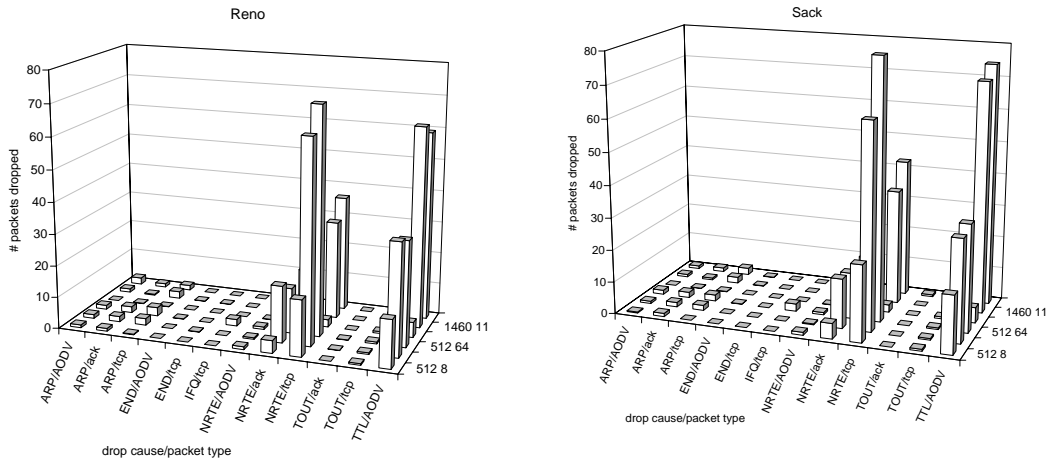 Reno
80
70
60
50
40
30
20
10
0
# packets dropped
ARP/AODV
ARP/ack
ARP/tcp
END/AODV
END/tcp
IFQ/tcp
NRTE/AODV
NRTE/ack
NRTE/tcp
TOUT/ack
TOUT/tcp
TTL/AODV
1460 11
512 64
512 8
drop cause/packet type
Sack
80
70
60
50
40
30
20
10
0
# packets dropped
ARP/AODV
ARP/ack
ARP/tcp
END/AODV
END/tcp
IFQ/tcp
NRTE/AODV
NRTE/ack
NRTE/tcp
TOUT/ack
TOUT/tcp
TTL/AODV
1460 11
512 64
512 8
drop cause/packet type